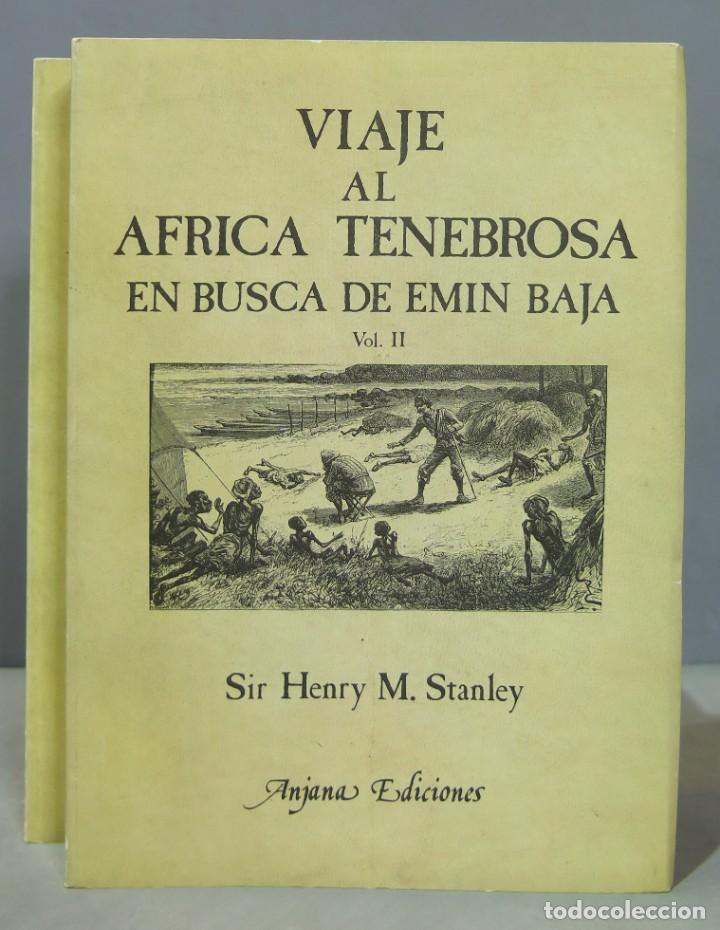 VIAJE
AL
AFRICA TENEBROSA
EN BUSCA DE EMIN BAJA
Vol. II
Sir Henry M. Stanley
Anjana Ediciones
todocoleccion